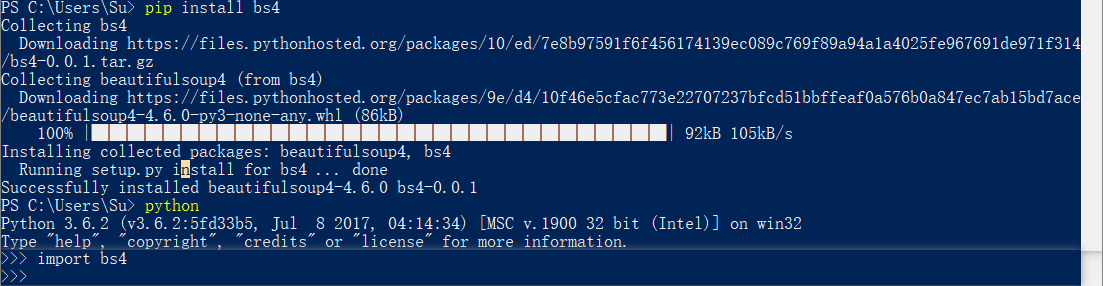 PS C:\Users\Su> pip install bs4
Collecting bs4
  Downloading https://files.pythonhosted.org/packages/10/ed/7e8b97591f6f456174139ec089c769f89a94a1a4025fe967691de971f314
/bs4-0.0.1.tar.gz
Collecting beautifulsoup4 (from bs4)
  Downloading https://files.pythonhosted.org/packages/9e/d4/10f46e5cfac773e22707237bfcd51bbffeaf0a576b0a847ec7ab15bd7ace
/beautifulsoup4-4.6.0-py3-none-any.whl (86kB)
    100% | | 92kB 105kB/s
Installing collected packages: beautifulsoup4, bs4
  Running setup.py install for bs4 ... done
Successfully installed beautifulsoup4-4.6.0 bs4-0.0.1
PS C:\Users\Su> python
Python 3.6.2 (v3.6.2:5fd33b5, Jul  8 2017, 04:14:34) [MSC v.1900 32 bit (Intel)] on win32
Type "help", "copyright", "credits" or "license" for more information.
>>> import bs4
>>>